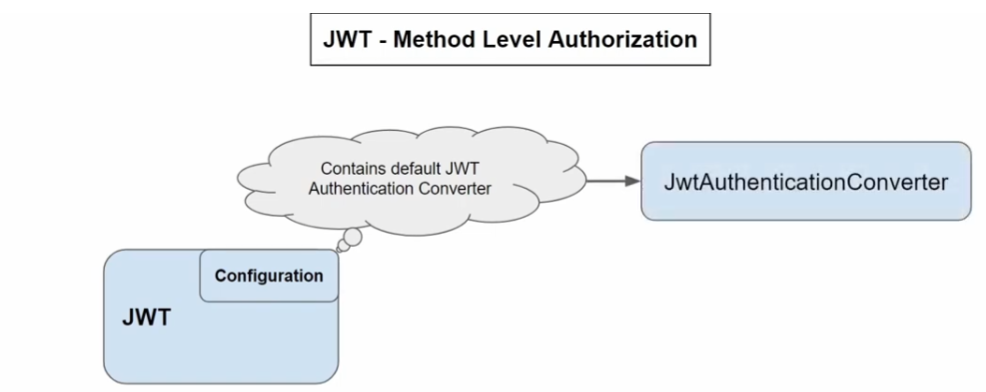 JWT - Method Level Authorization
Contains default JWT
Authentication Converter
JwtAuthenticationConverter
Configuration
JWT